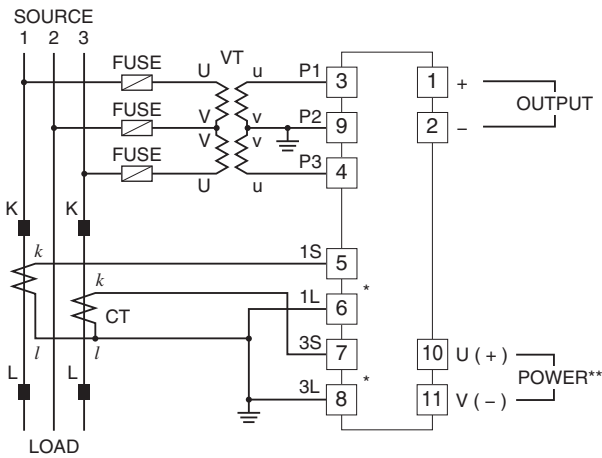 SOURCE
1 2 3
FUSE VT
U u P1 3 1 +
OUTPUT
FUSE V v P2 9 2 −
V v
FUSE
U u P3 4
K K
k 1S 5
k 1L 6 *
CT
l l 3S 7 10 U ( + )
POWER**
L L 3L 8 * 11 V ( − )
LOAD